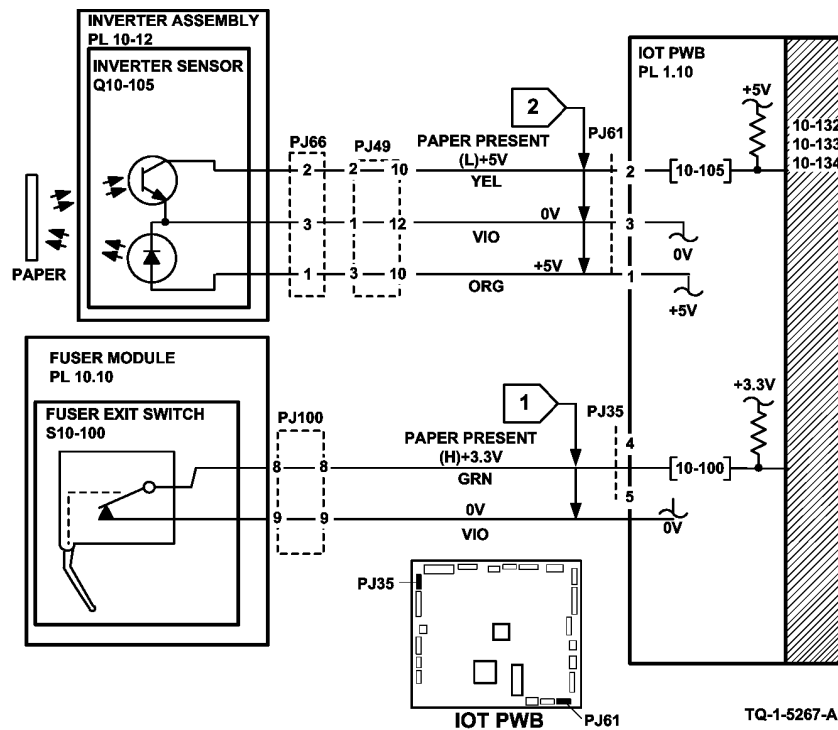 INVERTER ASSEMBLY
PL 10-12
INVERTER SENSOR
Q10-105
PAPER
PJ66
2
3
1
PJ49
2 10
1 12
3 10
PAPER PRESENT
(L)+5V
YEL
0V
VIO
+5V
ORG
2
PJ61
2
3
1
IOT PWB
PL 1.10
+5V
10-132
10-133
10-134
10-105
0V
+5V
FUSER MODULE
PL 10.10
FUSER EXIT SWITCH
S10-100
PJ100
8 8
9 9
PAPER PRESENT
(H)+3.3V
GRN
0V
VIO
1
PJ35
4
5
+3.3V
10-100
0V
PJ35
IOT PWB
PJ61
TQ-1-5267-A